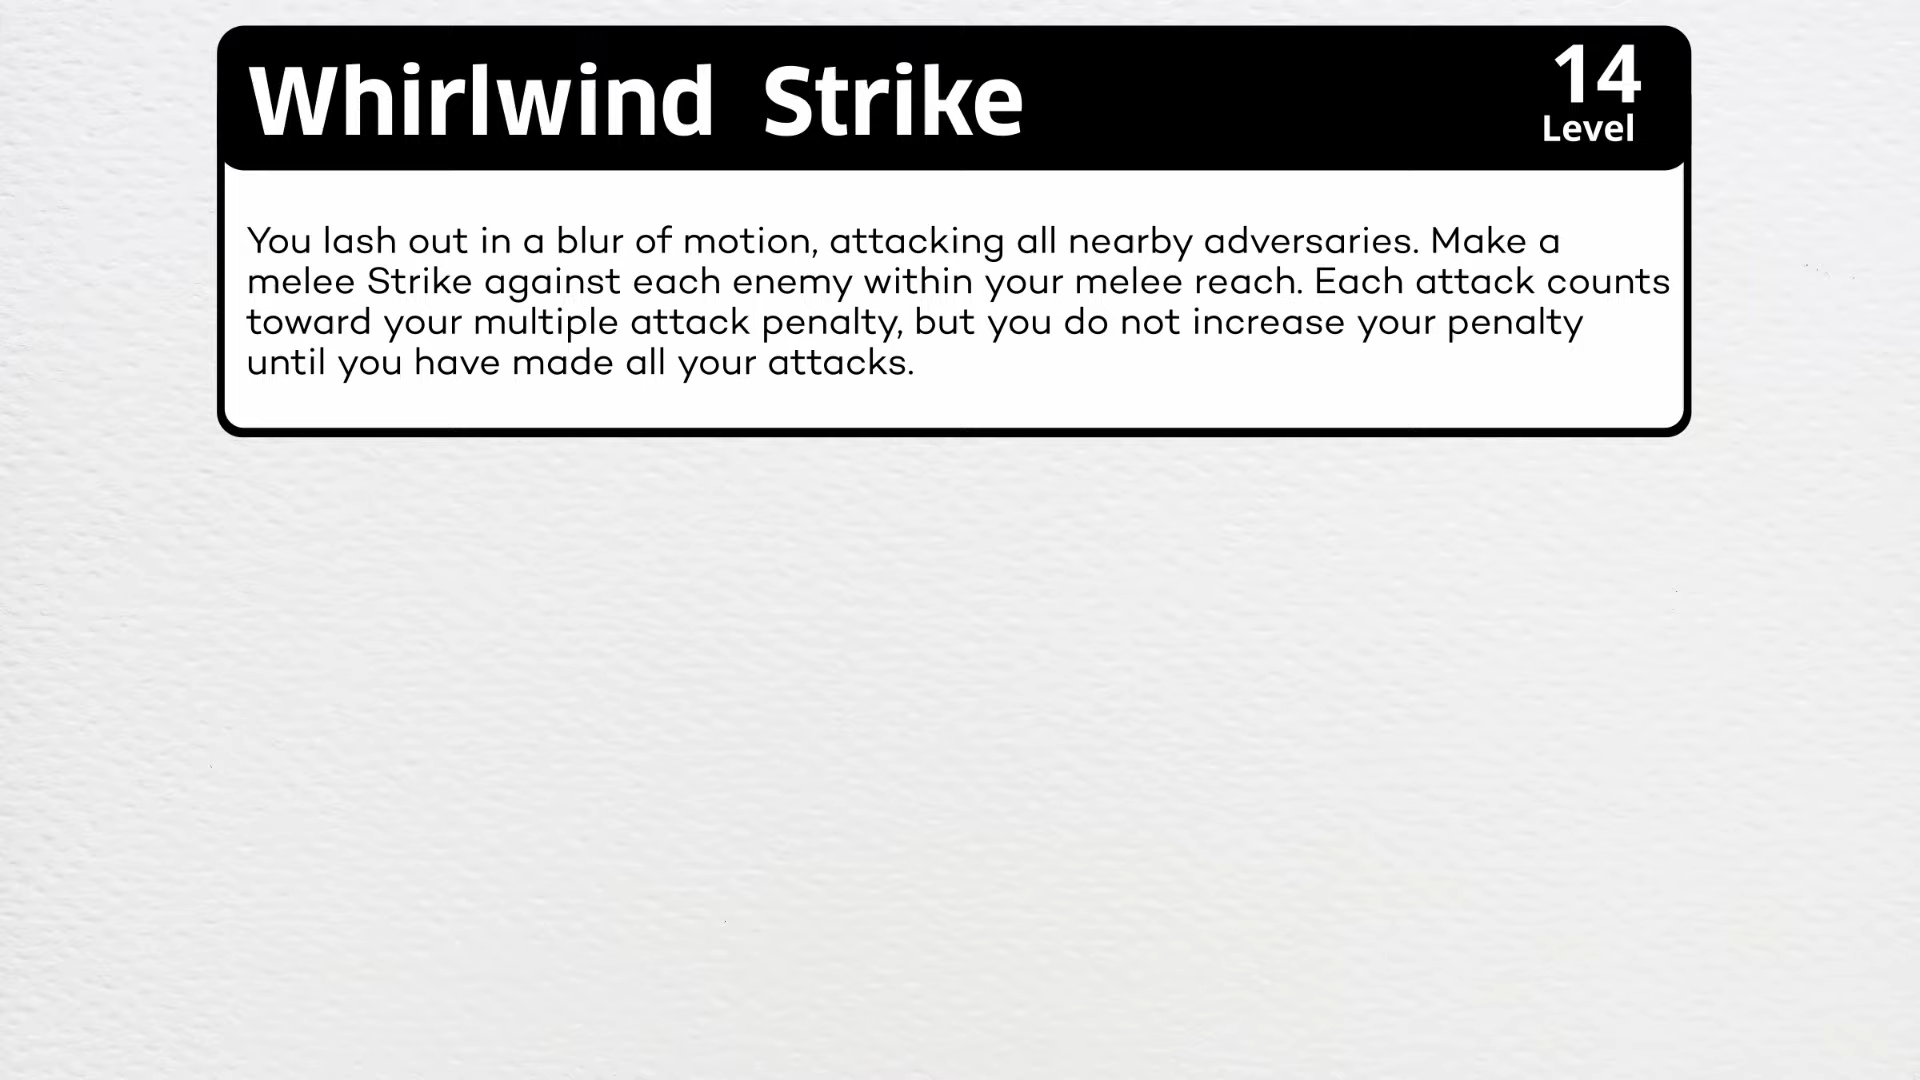 Whirlwind Strike
14
Level
You lash out in a blur of motion, attacking all nearby adversaries. Make a
melee Strike against each enemy within your melee reach. Each attack counts
toward your multiple attack penalty, but you do not increase your penalty
until you have made all your attacks.